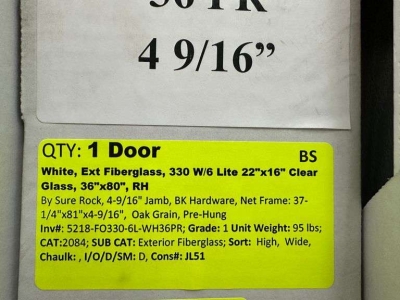 36 PR
4 9/16”
QTY: 1 Door
BS
White, Ext Fiberglass, 330 W/6 Lite 22"x16" Clear
Glass, 36"x80", RH
By Sure Rock, 4-9/16" Jamb, BK Hardware, Net Frame: 37-
1/4"x81"x4-9/16", Oak Grain, Pre-Hung
Inv#: 5218-FO330-6L-WH36PR; Grade: 1 Unit Weight: 95 lbs;
CAT:2084; SUB CAT: Exterior Fiberglass; Sort: High, Wide,
Chaulk: , I/O/D/SM: D, Cons#: JL51